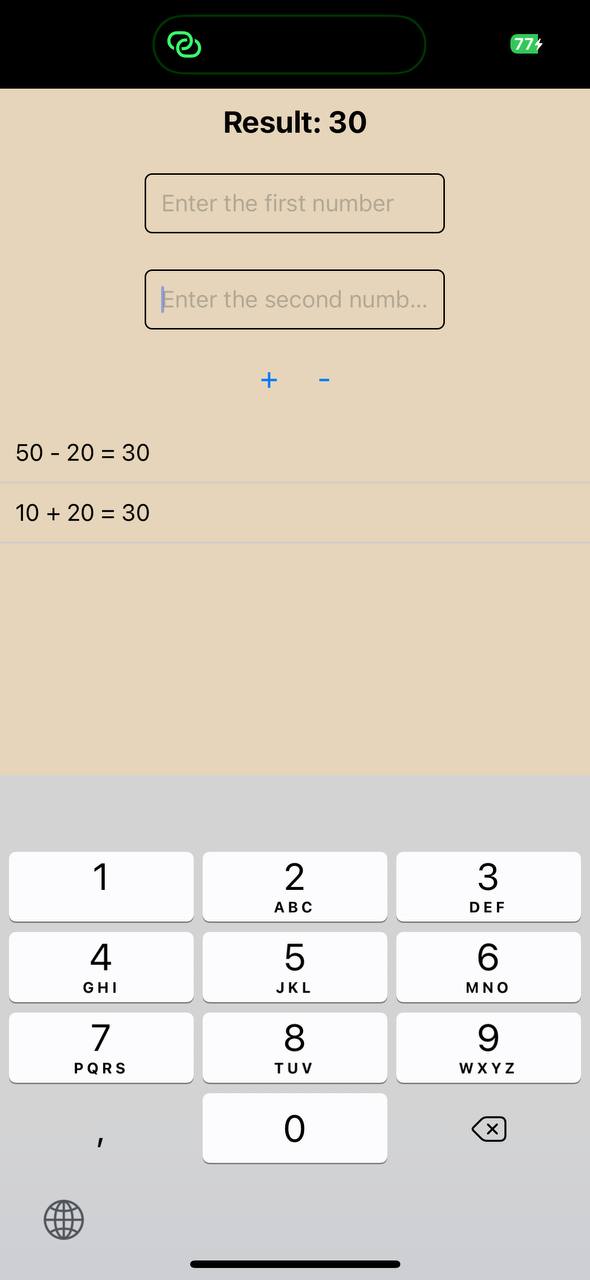 77
Result: 30
Enter the first number
Enter the second numb...
+ -
50 - 20 = 30
10 + 20 = 30
1 2 3
ABC DEF
4 5 6
GHI JKL MNO
7 8 9
PQRS TUV WXYZ
, 0